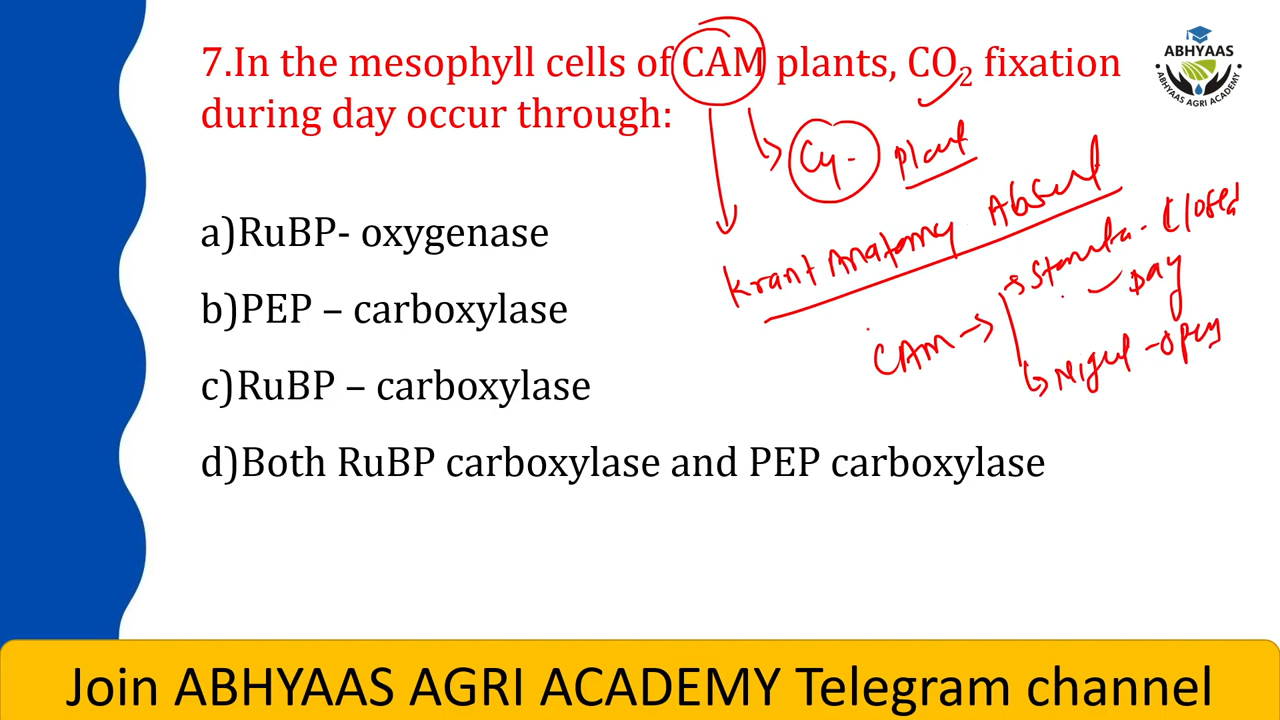 7.In the mesophyll cells of CAM plants, CO₂ fixation
during day occur through:
Cy- Plant
Krant Anatomy Absent
CAM → Stomata - Closed
Day
Night - Open
a)RuBP- oxygenase
b)PEP – carboxylase
c)RuBP – carboxylase
d)Both RuBP carboxylase and PEP carboxylase
ABHYAAS
ABHYAAS AGRI ACADEMY
Join ABHYAAS AGRI ACADEMY Telegram channel